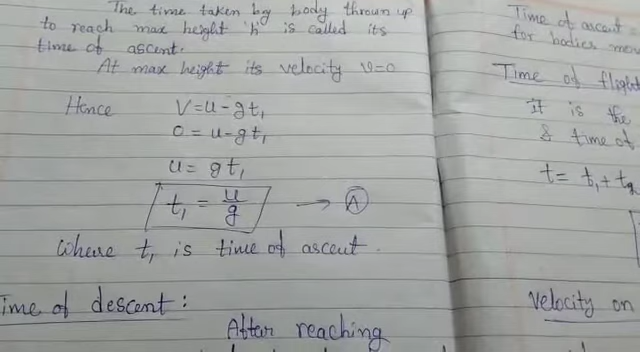 The time taken by body thrown up
to reach max height 'h' is called its
time of ascent.
At max height its velocity v=0
Hence V=u-gt₁
0=u-gt₁
u=gt₁
t₁ = u/g → Ⓐ
where t₁ is time of ascent.
Time of descent:
After reaching
Time of ascent =
for bodies
Time of flight
It is the
& time of
t= t₁+t₂
Velocity on